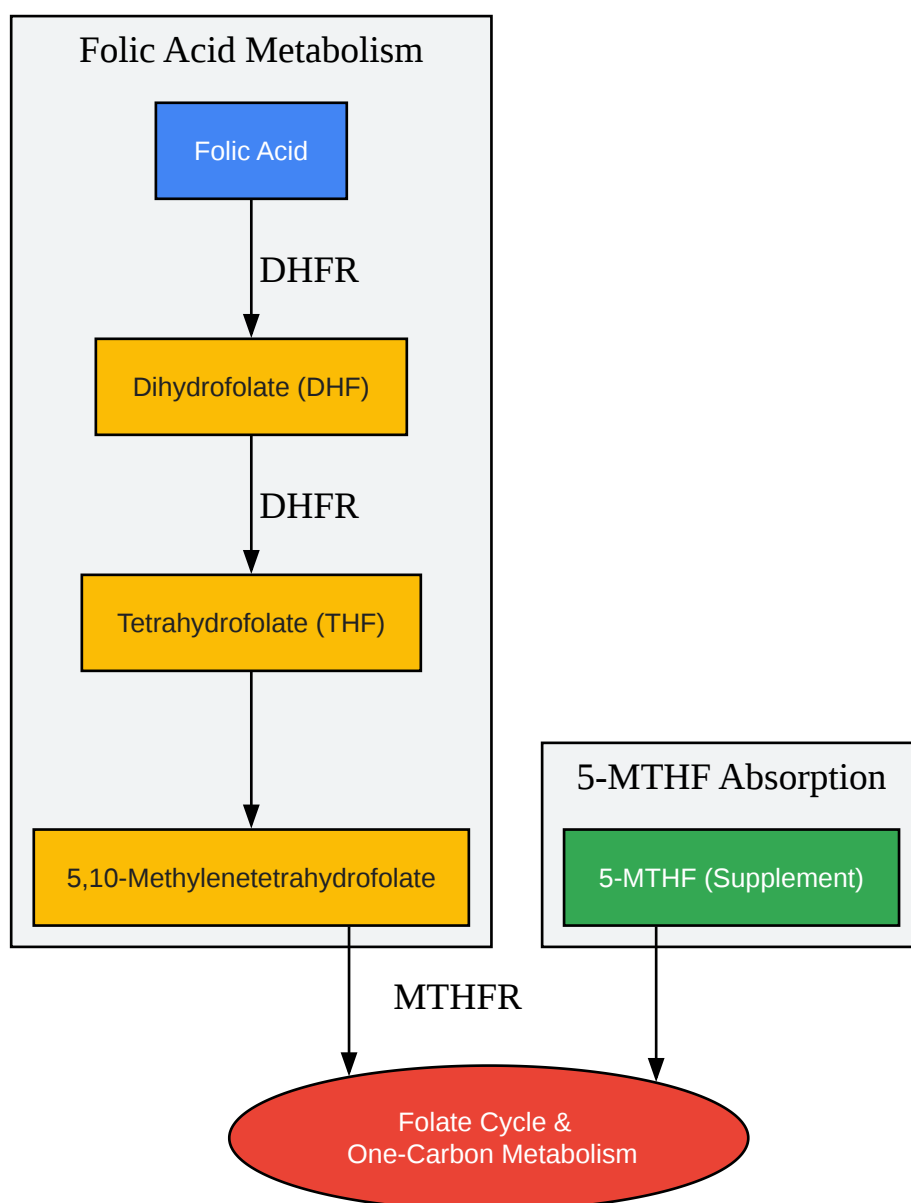 Folic Acid Metabolism
Folic Acid
DHFR
Dihydrofolate (DHF)
DHFR
Tetrahydrofolate (THF)
5,10-Methylenetetrahydrofolate
5-MTHF Absorption
5-MTHF (Supplement)
MTHFR
Folate Cycle &
One-Carbon Metabolism